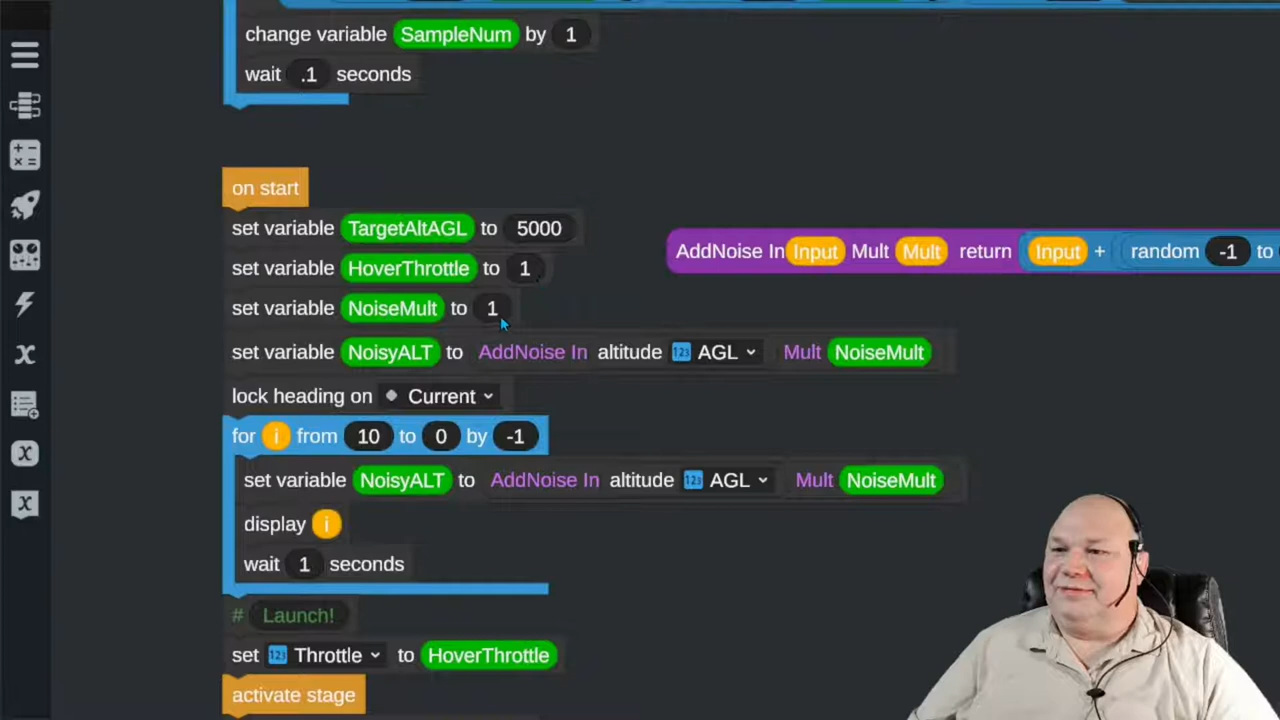 change variable SampleNum by 1
wait .1 seconds
on start
set variable TargetAltAGL to 5000
AddNoise In Input Mult Mult return Input + random -1 to
set variable HoverThrottle to 1
set variable NoiseMult to 1
set variable NoisyALT to AddNoise In altitude 123 AGL Mult NoiseMult
lock heading on Current
for i from 10 to 0 by -1
set variable NoisyALT to AddNoise In altitude 123 AGL Mult NoiseMult
display i
wait 1 seconds
# Launch!
set 123 Throttle to HoverThrottle
activate stage